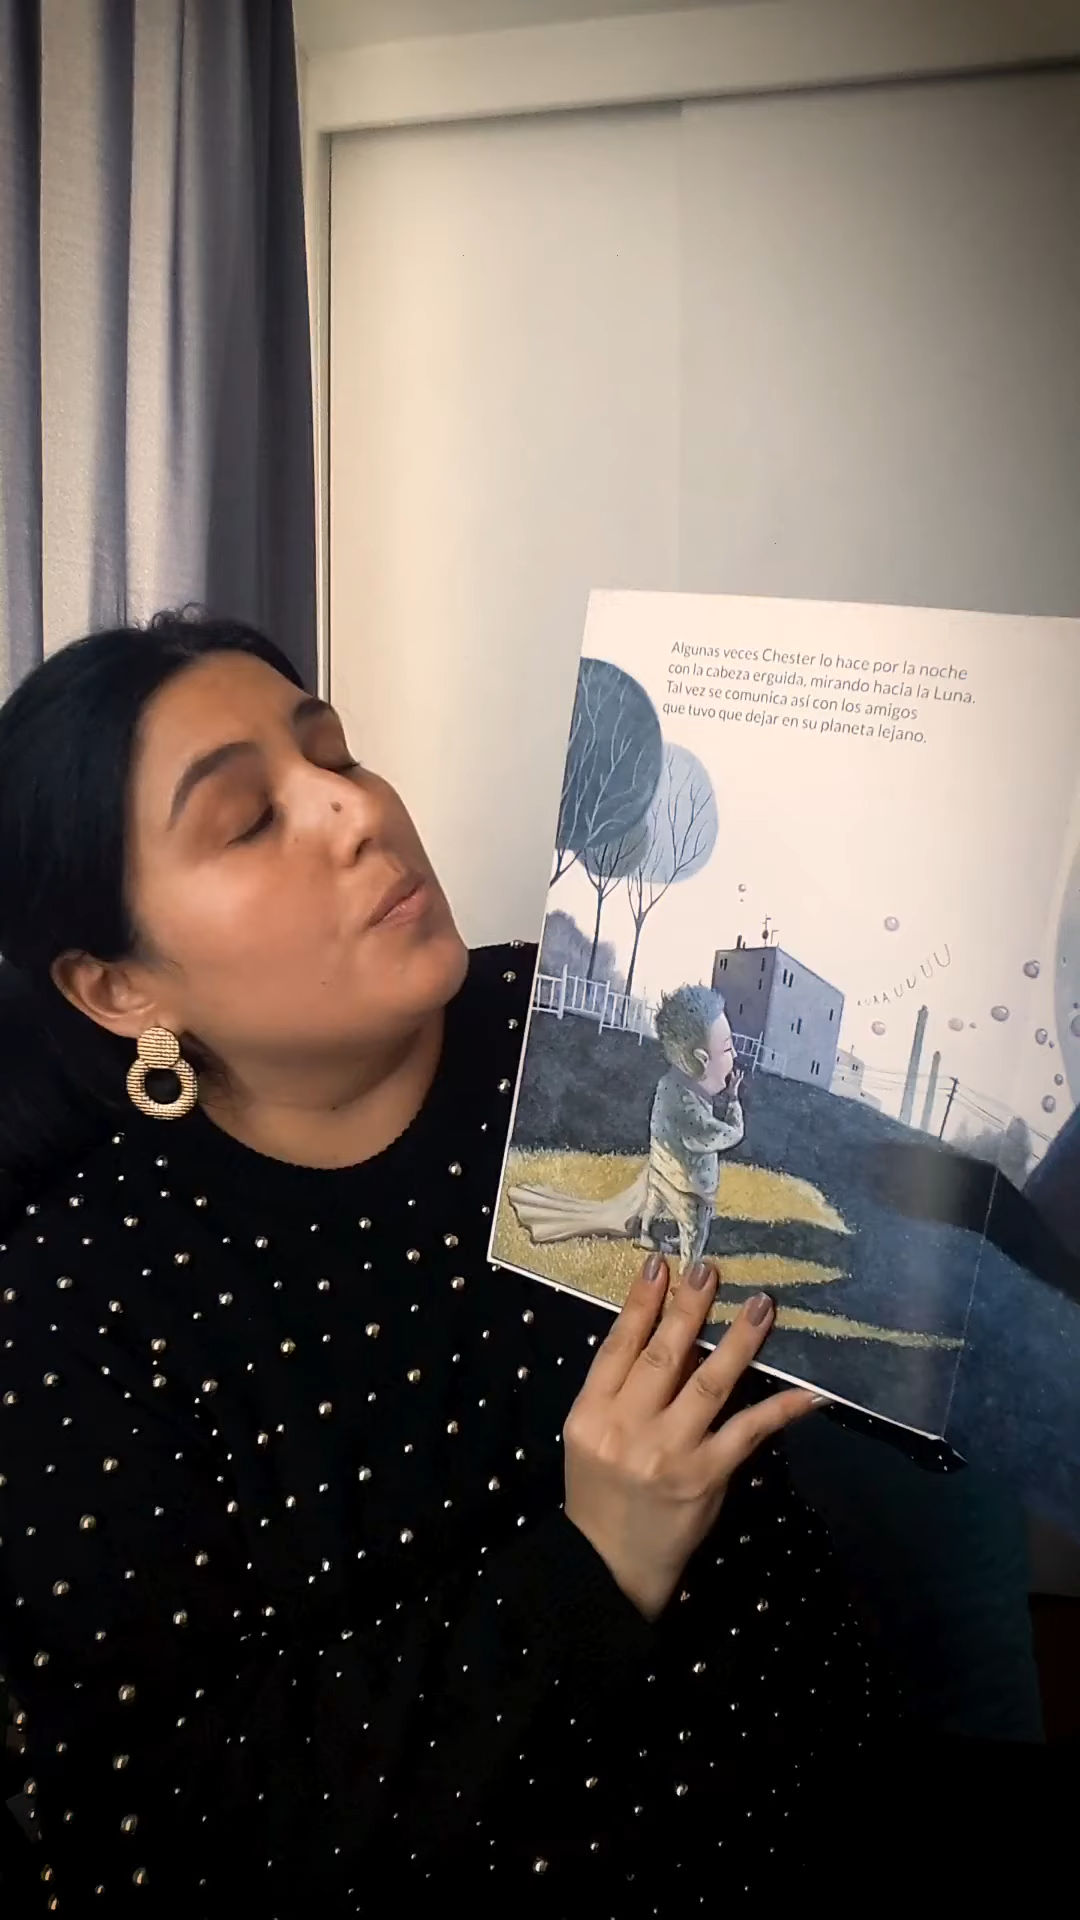 Algunas veces Chester lo hace por la noche
con la cabeza erguida, mirando hacia la Luna.
Tal vez se comunica así con los amigos
que tuvo que dejar en su planeta lejano.